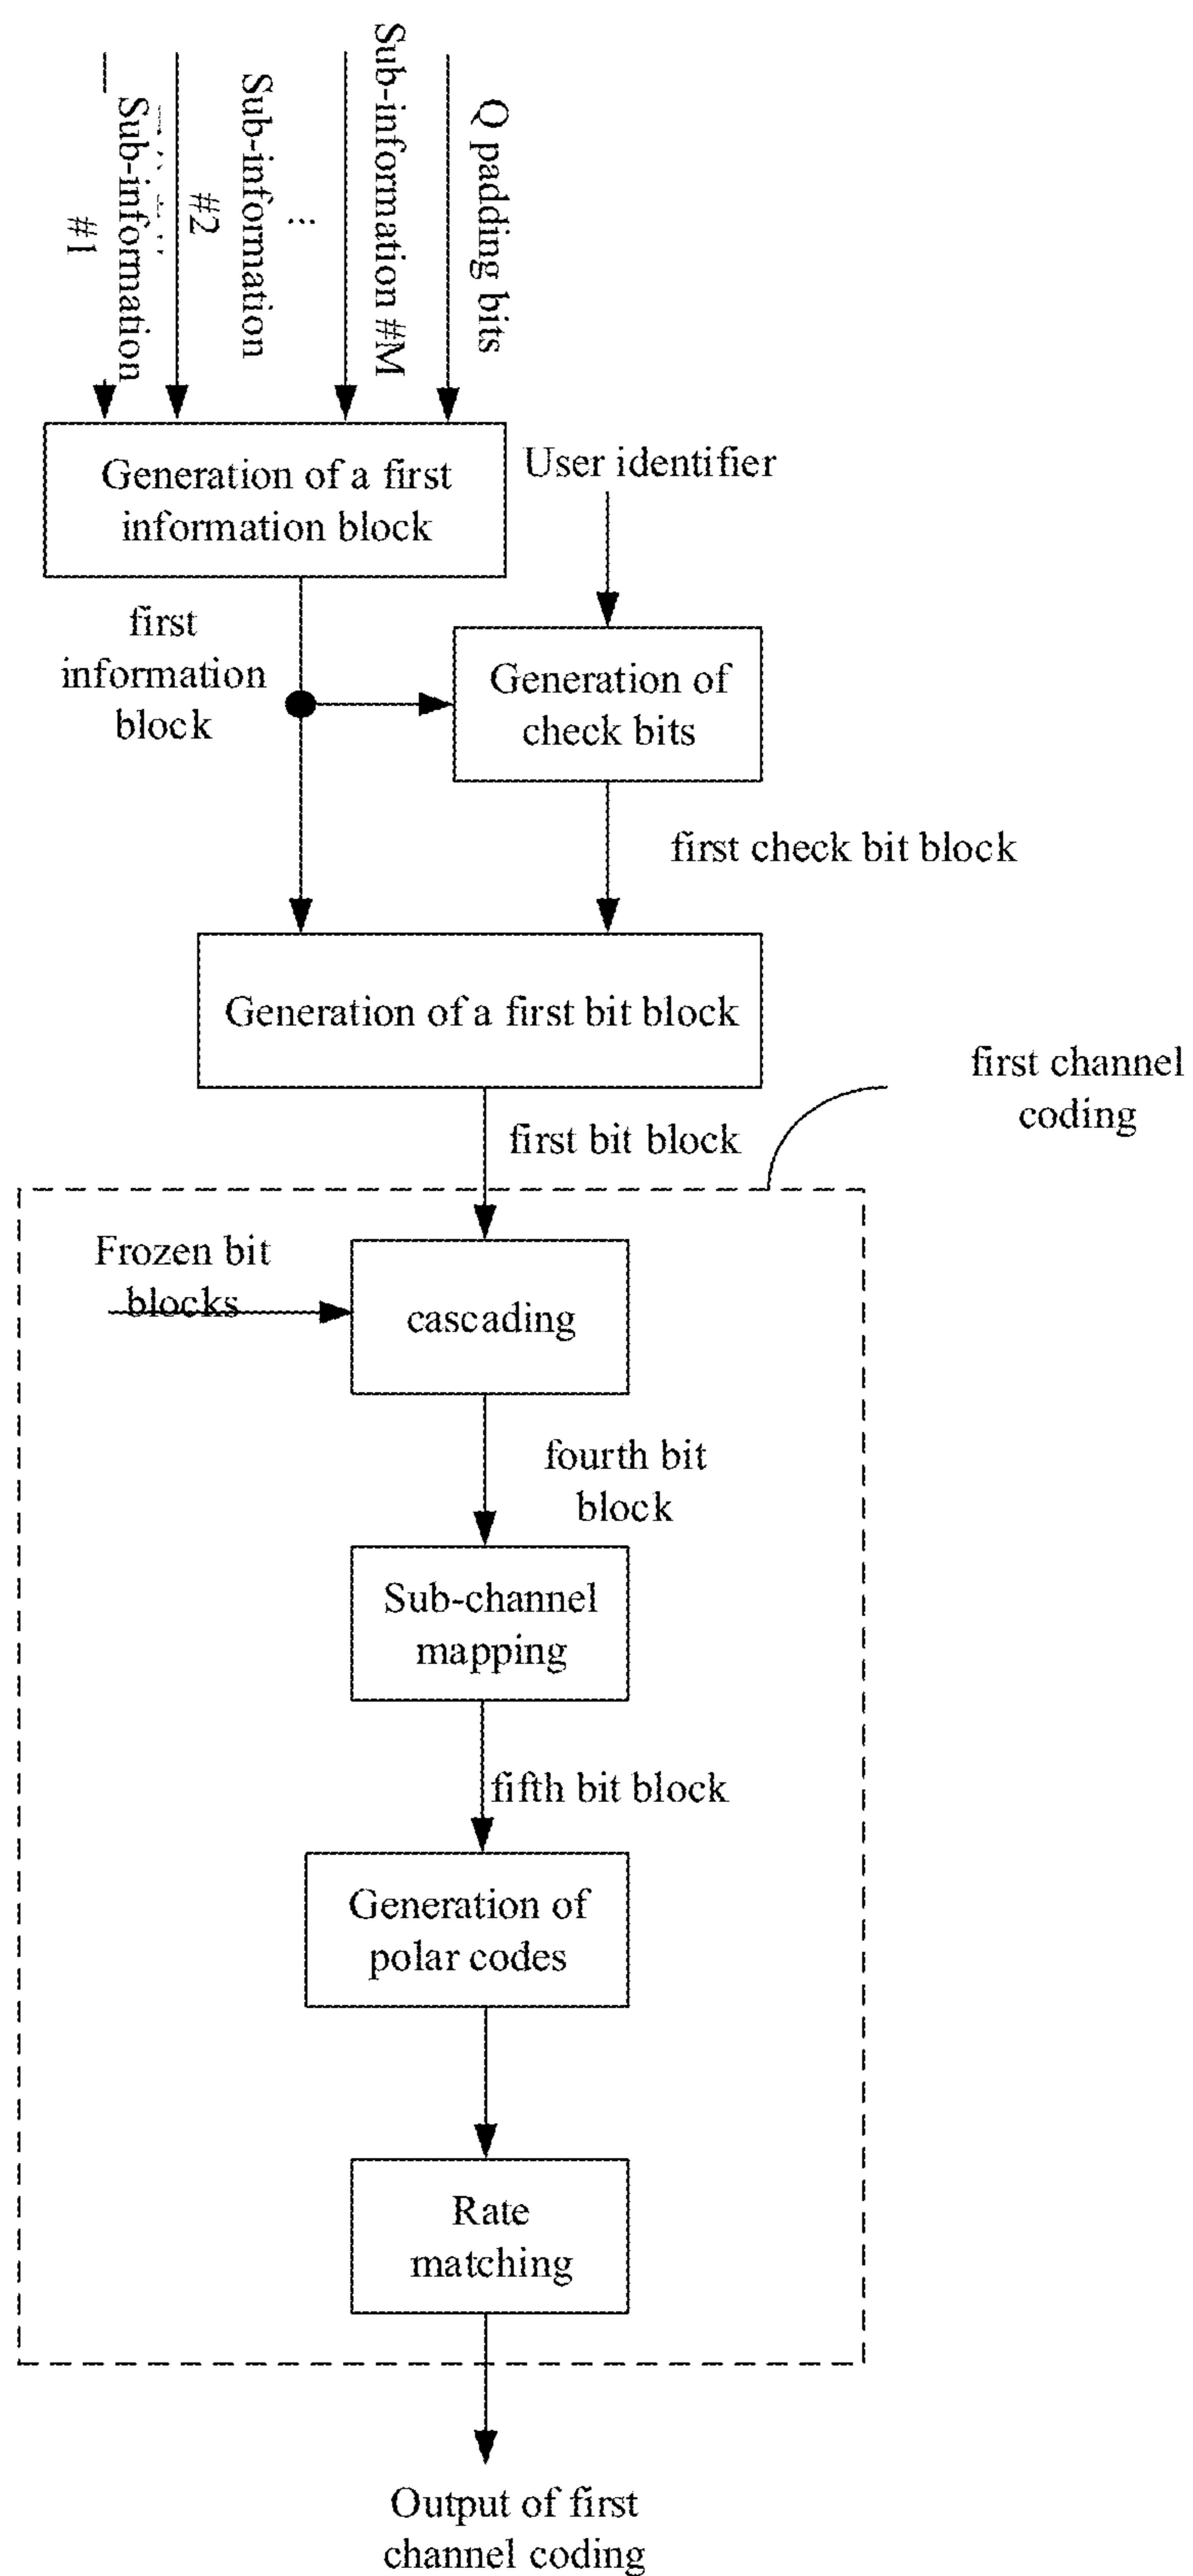 Sub-information
#1
Sub-information
#2
...
Sub-information #M
Q padding bits
Generation of a first
information block
User identifier
first
information
block
Generation of
check bits
first check bit block
Generation of a first bit block
first channel
coding
first bit block
Frozen bit
blocks
cascading
fourth bit
block
Sub-channel
mapping
fifth bit block
Generation of
polar codes
Rate
matching
Output of first
channel coding